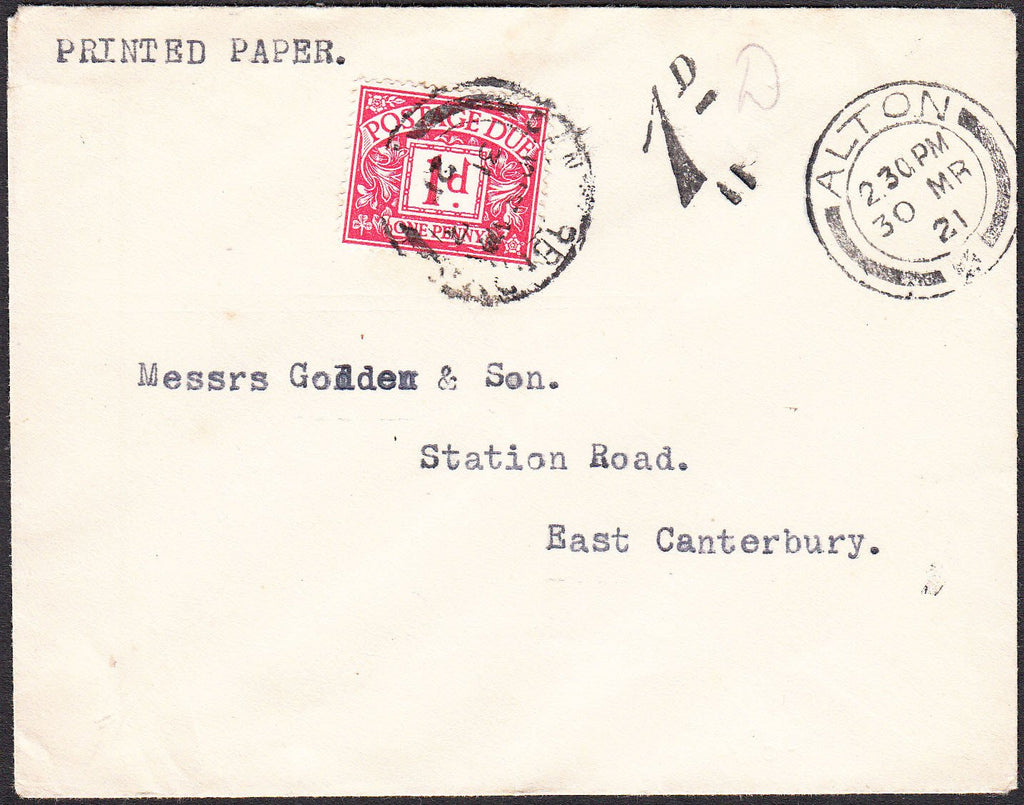 PRINTED PAPER.
POSTAGE DUE
1d.
ONE PENNY
D.
D
ALTON
2.30 PM
30 MR
21
Messrs Godden & Son.
Station Road.
East Canterbury.